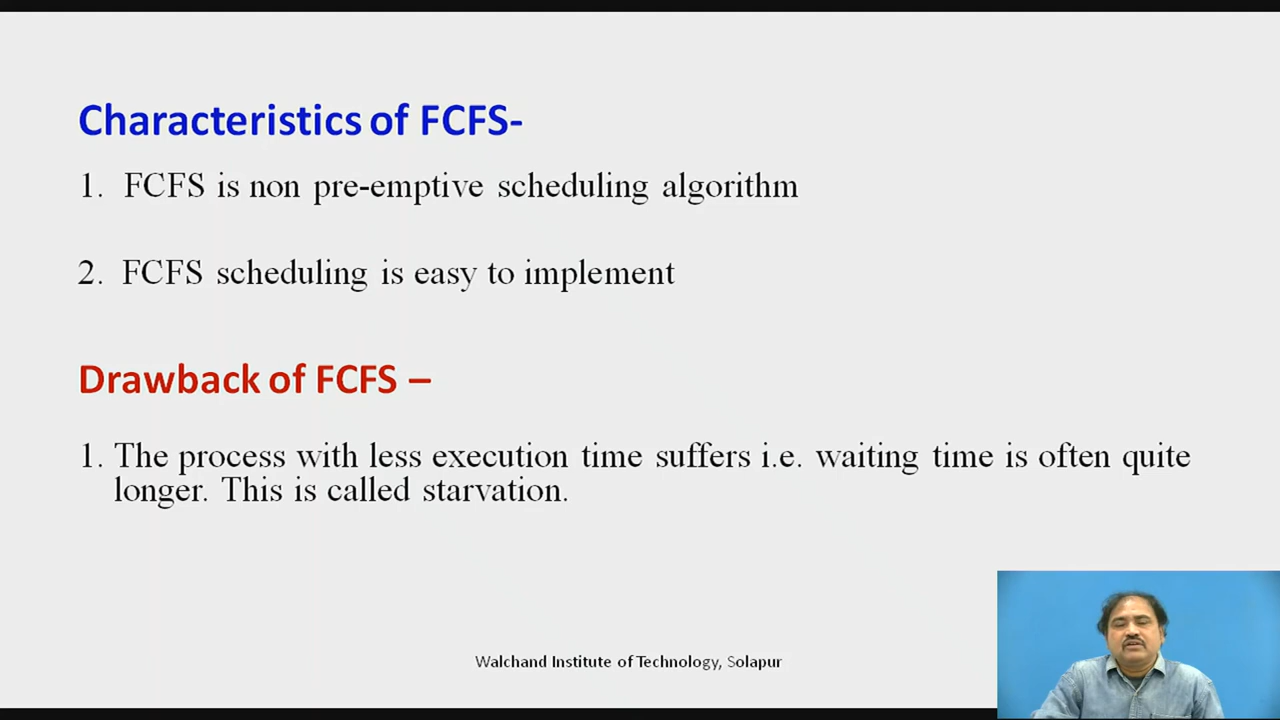 Characteristics of FCFS-
1. FCFS is non pre-emptive scheduling algorithm
2. FCFS scheduling is easy to implement
Drawback of FCFS –
1. The process with less execution time suffers i.e. waiting time is often quite
longer. This is called starvation.
Walchand Institute of Technology, Solapur